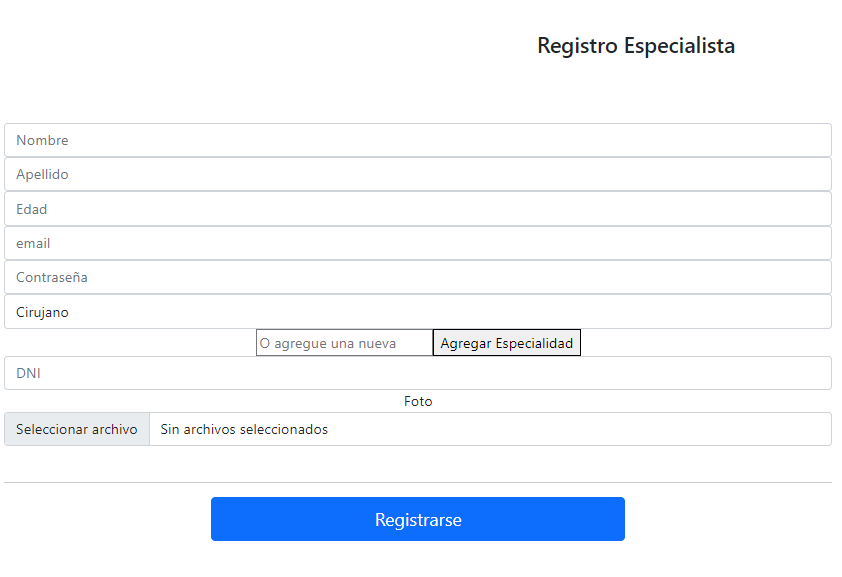 Registro Especialista
Nombre
Apellido
Edad
email
Contraseña
Cirujano
O agregue una nueva Agregar Especialidad
DNI
Foto
Seleccionar archivo Sin archivos seleccionados
Registrarse